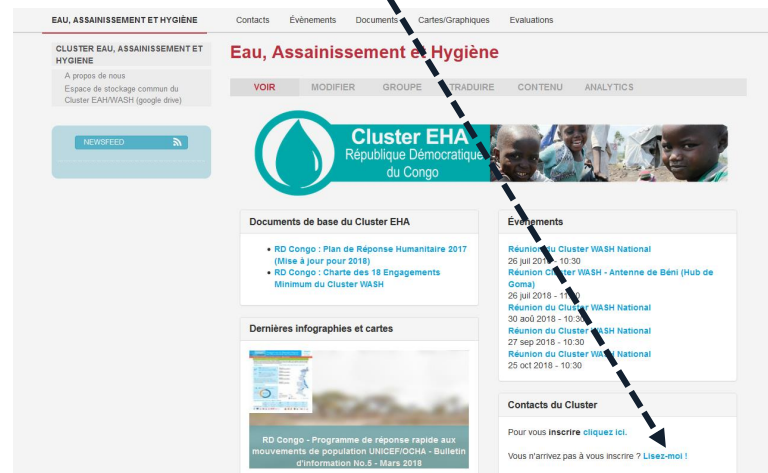 EAU, ASSAINISSEMENT ET HYGIÈNE
Contacts
Évènements
Documents
Cartes/Graphiques
Evaluations
CLUSTER EAU, ASSAINISSEMENT ET
HYGIENE
A propos de nous
Espace de stockage commun du
Cluster EAH/WASH (google drive)
NEWSFEED
Eau, Assainissement et Hygiène
VOIR
MODIFIER
GROUPE
TRADUIRE
CONTENU
ANALYTICS
Cluster EHA
République Démocratique
du Congo
Documents de base du Cluster EHA
• RD Congo : Plan de Réponse Humanitaire 2017
(Mise à jour pour 2018)
• RD Congo : Charte des 18 Engagements
Minimum du Cluster WASH
Dernières infographies et cartes
RD Congo - Programme de réponse rapide aux
mouvements de population UNICEF/OCHA - Bulletin
d'information No.5 - Mars 2018
Évènements
Réunion du Cluster WASH National
26 juil 2018 - 10:30
Réunion Cluster WASH - Antenne de Béni (Hub de
Goma)
26 juil 2018 -
Réunion du Cluster WASH National
30 aoû 2018 - 10:30
Réunion du Cluster WASH National
27 sep 2018 - 10:30
Réunion du Cluster WASH National
25 oct 2018 - 10:30
Contacts du Cluster
Pour vous inscrire cliquez ici.
Vous n'arrivez pas à vous inscrire ? Lisez-moi !